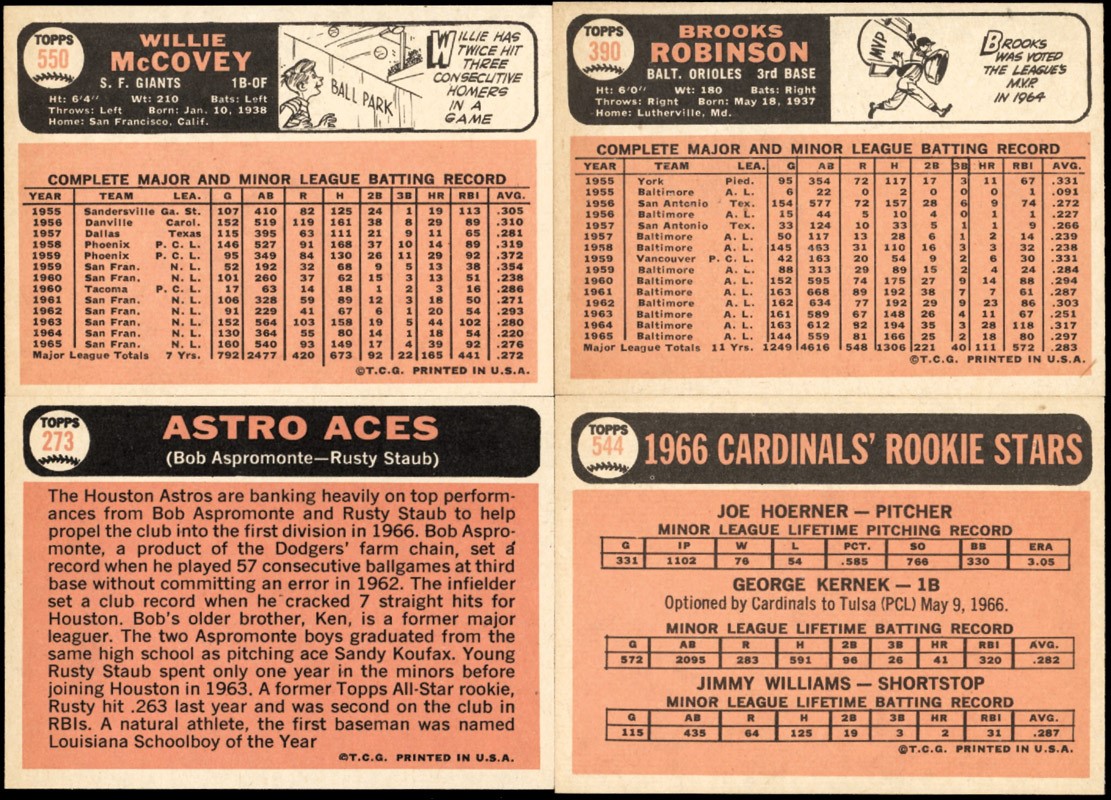 TOPPS
550
WILLIE
McCOVEY
S. F. GIANTS 1B-OF
Ht: 6'4" Wt: 210 Bats: Left
Throws: Left Born: Jan. 10, 1938
Home: San Francisco, Calif.
BALL PARK
WILLIE HAS
TWICE HIT
THREE
CONSECUTIVE
HOMERS
IN A
GAME
COMPLETE MAJOR AND MINOR LEAGUE BATTING RECORD
YEAR TEAM LEA. G AB R H 2B 3B HR RBI AVG.
1955 Sandersville Ga. St. 107 410 82 125 24 1 19 113 .305
1956 Danville Carol. 152 519 119 161 38 8 29 89 .310
1957 Dallas Texas 115 395 63 111 21 9 11 65 .281
1958 Phoenix P. C. L. 146 527 91 168 37 10 14 89 .319
1959 Phoenix P. C. L. 95 349 84 130 26 11 29 92 .372
1959 San Fran. N. L. 52 192 32 68 9 5 13 38 .354
1960 San Fran. N. L. 101 260 37 62 15 3 13 51 .238
1960 Tacoma P. C. L. 17 63 14 18 1 2 3 16 .286
1961 San Fran. N. L. 106 328 59 89 12 3 18 50 .271
1962 San Fran. N. L. 91 229 41 67 6 1 20 54 .293
1963 San Fran. N. L. 152 564 103 158 19 5 44 102 .280
1964 San Fran. N. L. 130 364 55 80 14 1 18 54 .220
1965 San Fran. N. L. 160 540 93 149 17 4 39 92 .276
Major League Totals 7 Yrs. 792 2477 420 673 92 22 165 441 .272
©T.C.G. PRINTED IN U.S.A.
TOPPS
390
BROOKS
ROBINSON
BALT. ORIOLES 3rd BASE
Ht: 6'0" Wt: 180 Bats: Right
Throws: Right Born: May 18, 1937
Home: Lutherville, Md.
MVP
BROOKS
WAS VOTED
THE LEAGUE'S
M.V.P.
IN 1964
COMPLETE MAJOR AND MINOR LEAGUE BATTING RECORD
YEAR TEAM LEA. G AB R H 2B 3B HR RBI AVG.
1955 York Pied. 95 354 72 117 17 3 11 67 .331
1955 Baltimore A. L. 6 22 0 2 0 0 0 1 .091
1956 San Antonio Tex. 154 577 72 157 28 6 9 74 .272
1956 Baltimore A. L. 15 44 5 10 4 0 1 1 .227
1957 San Antonio Tex. 33 124 10 33 5 1 1 9 .266
1957 Baltimore A. L. 50 117 13 28 6 1 2 14 .239
1958 Baltimore A. L. 145 463 31 110 16 3 3 32 .238
1959 Vancouver P. C. L. 42 163 20 54 9 2 6 30 .331
1959 Baltimore A. L. 88 313 29 89 15 2 4 24 .284
1960 Baltimore A. L. 152 595 74 175 27 9 14 88 .294
1961 Baltimore A. L. 163 668 89 192 38 7 7 61 .287
1962 Baltimore A. L. 162 634 77 192 29 9 23 86 .303
1963 Baltimore A. L. 161 589 67 148 26 4 11 67 .251
1964 Baltimore A. L. 163 612 82 194 35 3 28 118 .317
1965 Baltimore A. L. 144 559 81 166 25 2 18 80 .297
Major League Totals 11 Yrs. 1249 4616 548 1306 221 40 111 572 .283
©T.C.G. PRINTED IN U.S.A.
TOPPS
273
ASTRO ACES
(Bob Aspromonte—Rusty Staub)
The Houston Astros are banking heavily on top perform-
ances from Bob Aspromonte and Rusty Staub to help
propel the club into the first division in 1966. Bob Aspro-
monte, a product of the Dodgers' farm chain, set a
record when he played 57 consecutive ballgames at third
base without committing an error in 1962. The infielder
set a club record when he cracked 7 straight hits for
Houston. Bob's older brother, Ken, is a former major
leaguer. The two Aspromonte boys graduated from the
same high school as pitching ace Sandy Koufax. Young
Rusty Staub spent only one year in the minors before
joining Houston in 1963. A former Topps All-Star rookie,
Rusty hit .263 last year and was second on the club in
RBIs. A natural athlete, the first baseman was named
Louisiana Schoolboy of the Year
©T.C.G. PRINTED IN U.S.A.
TOPPS
544
1966 CARDINALS' ROOKIE STARS
JOE HOERNER — PITCHER
MINOR LEAGUE LIFETIME PITCHING RECORD
G IP W L PCT. SO BB ERA
331 1102 76 54 .585 766 330 3.05
GEORGE KERNEK — 1B
Optioned by Cardinals to Tulsa (PCL) May 9, 1966.
MINOR LEAGUE LIFETIME BATTING RECORD
G AB R H 2B 3B HR RBI AVG.
572 2095 283 591 96 26 41 320 .282
JIMMY WILLIAMS — SHORTSTOP
MINOR LEAGUE LIFETIME BATTING RECORD
G AB R H 2B 3B HR RBI AVG.
115 435 64 125 19 3 2 31 .287
©T.C.G. PRINTED IN U.S.A.